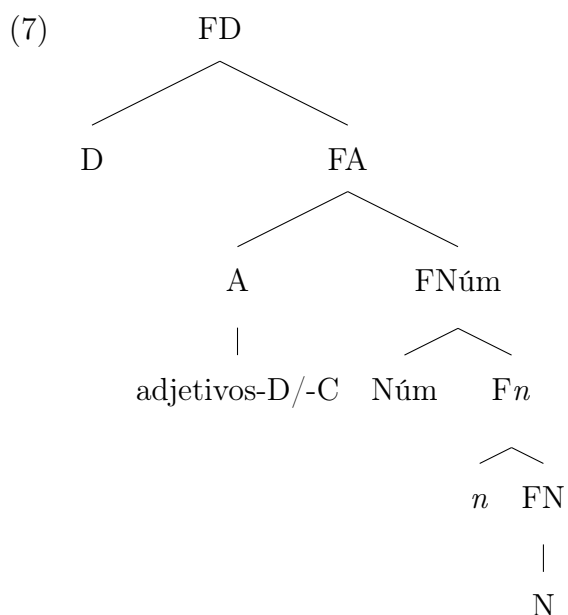 (7) FD
D FA
A FNúm
adjetivos-D/-C Núm Fn
n FN
N